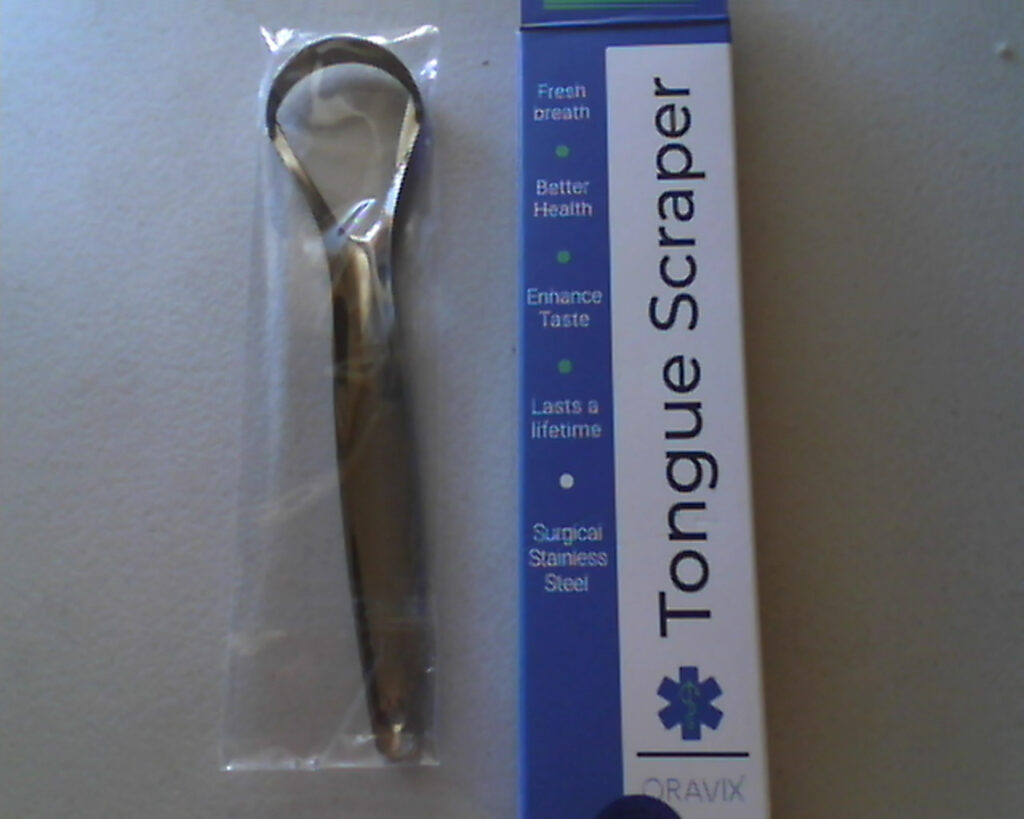 Fresh
breath
Better
Health
Enhance
Taste
Lasts a
lifetime
Surgical
Stainless
Steel
Tongue Scraper
ORAVIX